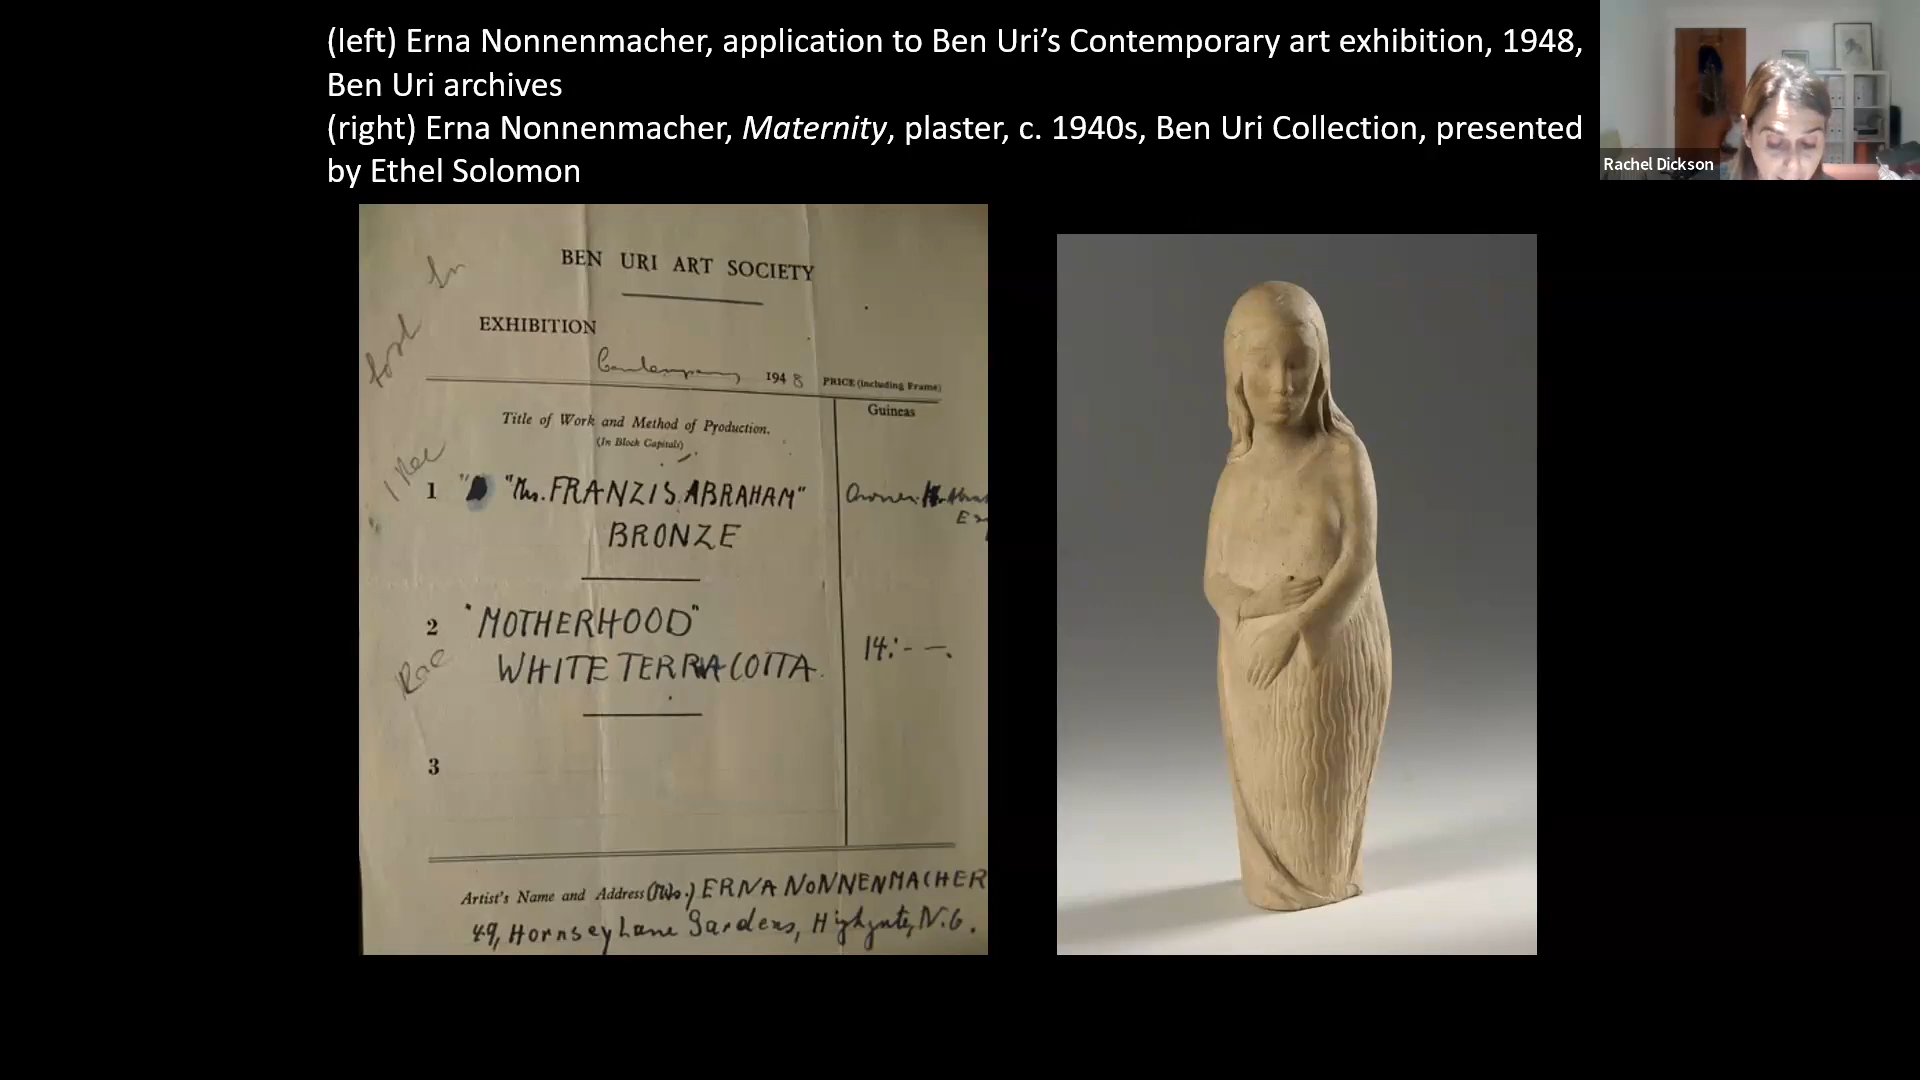 (left) Erna Nonnenmacher, application to Ben Uri’s Contemporary art exhibition, 1948,
Ben Uri archives
(right) Erna Nonnenmacher, Maternity, plaster, c. 1940s, Ben Uri Collection, presented
by Ethel Solomon
Rachel Dickson
BEN URI ART SOCIETY
EXHIBITION
Contemporary 1948 PRICE (including Frame)
Title of Work and Method of Production. Guineas
(In Block Capitals)
1 "Mrs. FRANZIS. ABRAHAM" Owner:
BRONZE
2 "MOTHERHOOD"
WHITE TERRACOTTA. 14:- —.
3
Artist's Name and Address (Mrs.) ERNA NONNENMACHER
49, Hornsey Lane Gardens, Highgate, N.6.